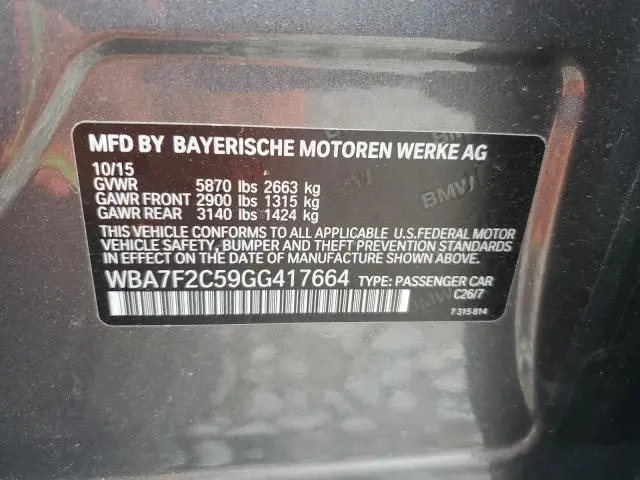 MFD BY BAYERISCHE MOTOREN WERKE AG
10/15
GVWR 5870 lbs 2663 kg
GAWR FRONT 2900 lbs 1315 kg
GAWR REAR 3140 lbs 1424 kg
THIS VEHICLE CONFORMS TO ALL APPLICABLE U.S.FEDERAL MOTOR
VEHICLE SAFETY, BUMPER AND THEFT PREVENTION STANDARDS
IN EFFECT ON THE DATE OF MANUFACTURE SHOWN ABOVE.
WBA7F2C59GG417664 TYPE: PASSENGER CAR
C26/7
7 315 814
BMW